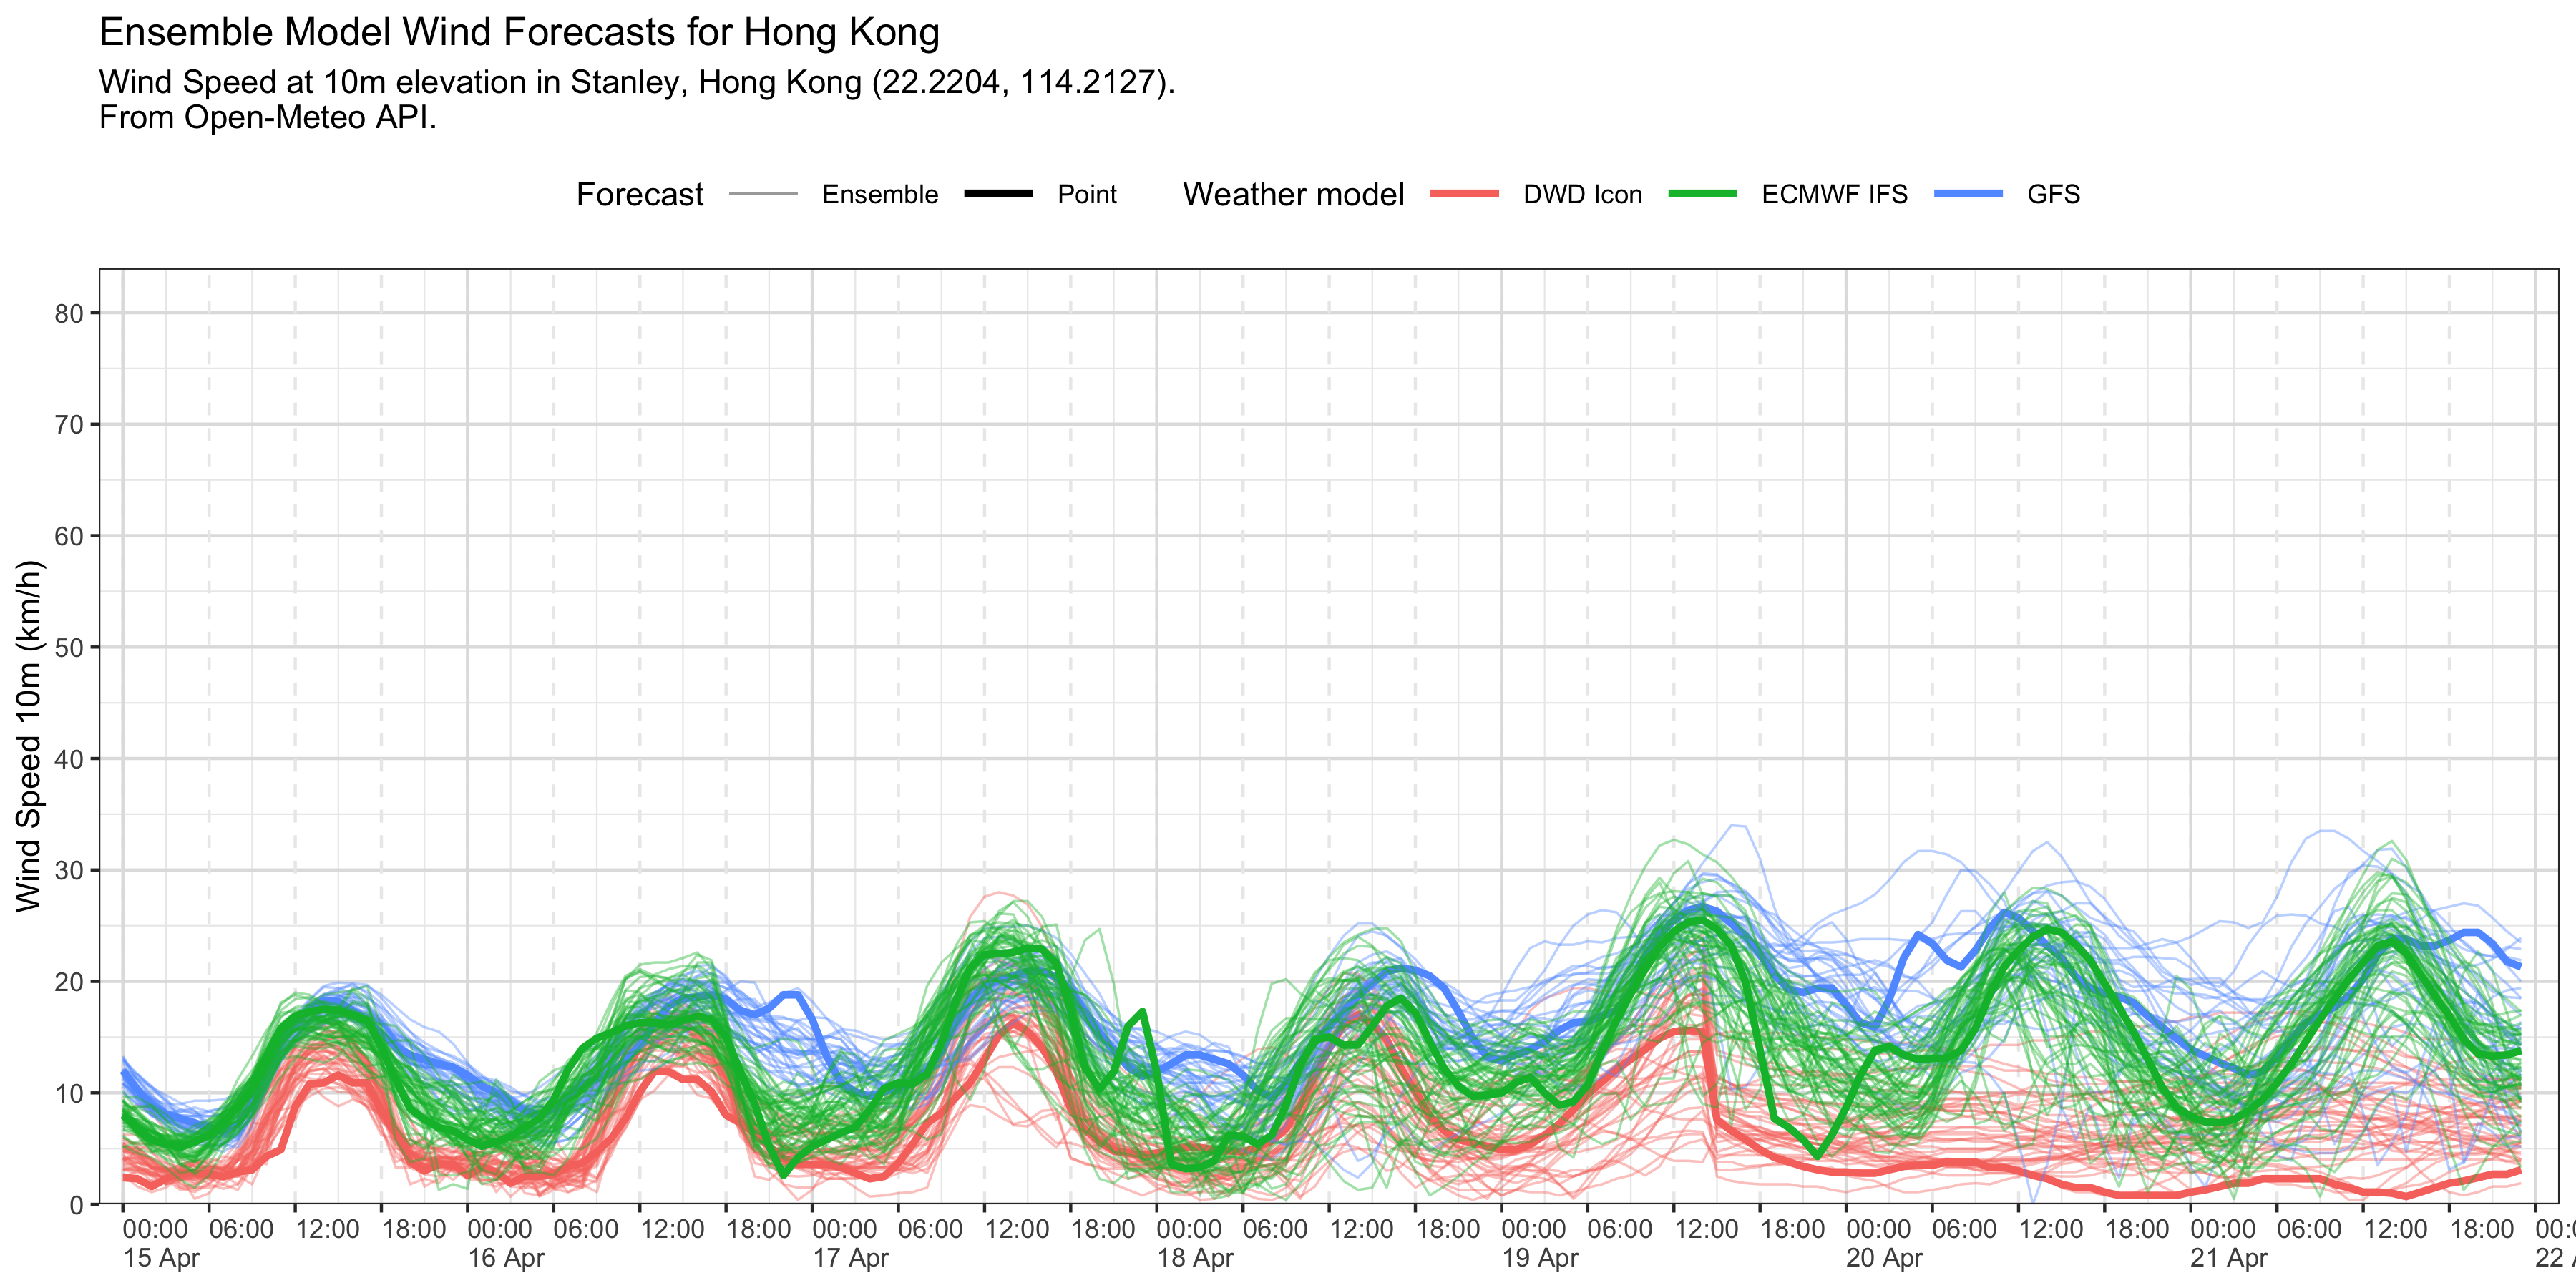 Ensemble Model Wind Forecasts for Hong Kong
Wind Speed at 10m elevation in Stanley, Hong Kong (22.2204, 114.2127).
From Open-Meteo API.
Forecast Ensemble Point Weather model DWD Icon ECMWF IFS GFS
Wind Speed 10m (km/h)
80
70
60
50
40
30
20
10
0
00:00 06:00 12:00 18:00 00:00 06:00 12:00 18:00 00:00 06:00 12:00 18:00 00:00 06:00 12:00 18:00 00:00 06:00 12:00 18:00 00:00 06:00 12:00 18:00 00:00 06:00 12:00 18:00
15 Apr 16 Apr 17 Apr 18 Apr 19 Apr 20 Apr 21 Apr 22